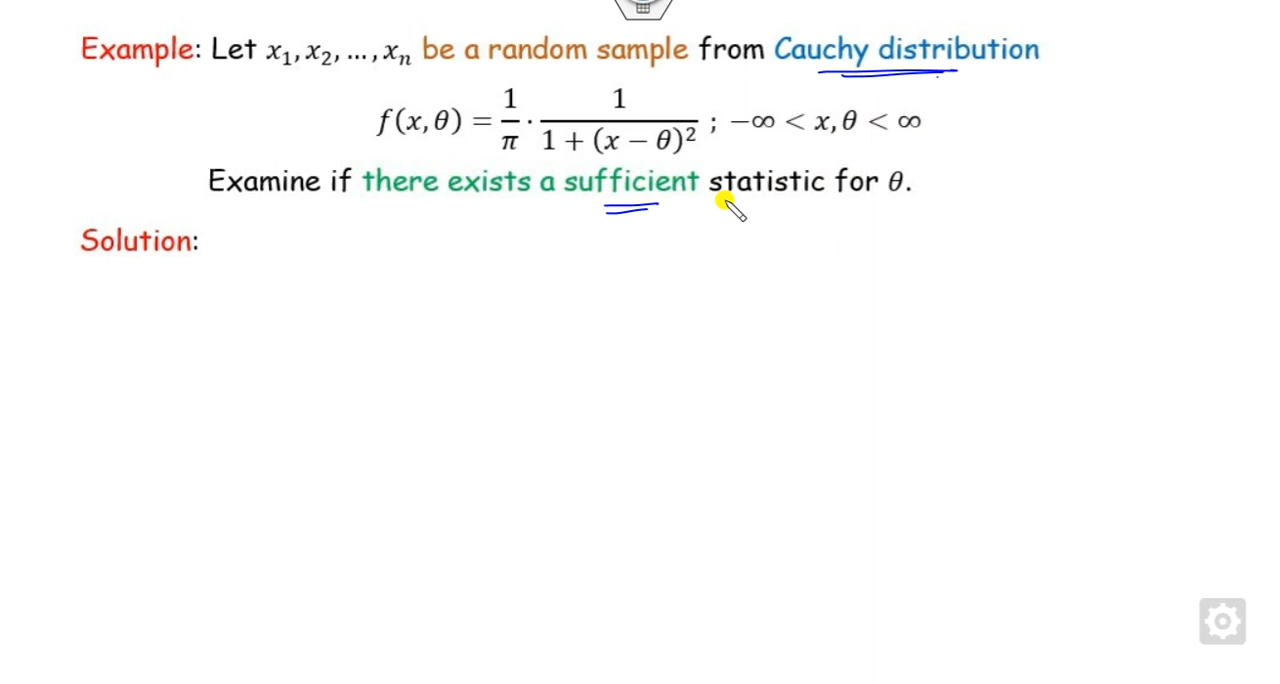 Example: Let x₁, x₂, ..., xₙ be a random sample from Cauchy distribution
f(x, θ) = 1/π · 1/(1 + (x − θ)²) ; −∞ < x, θ < ∞
Examine if there exists a sufficient statistic for θ.
Solution: